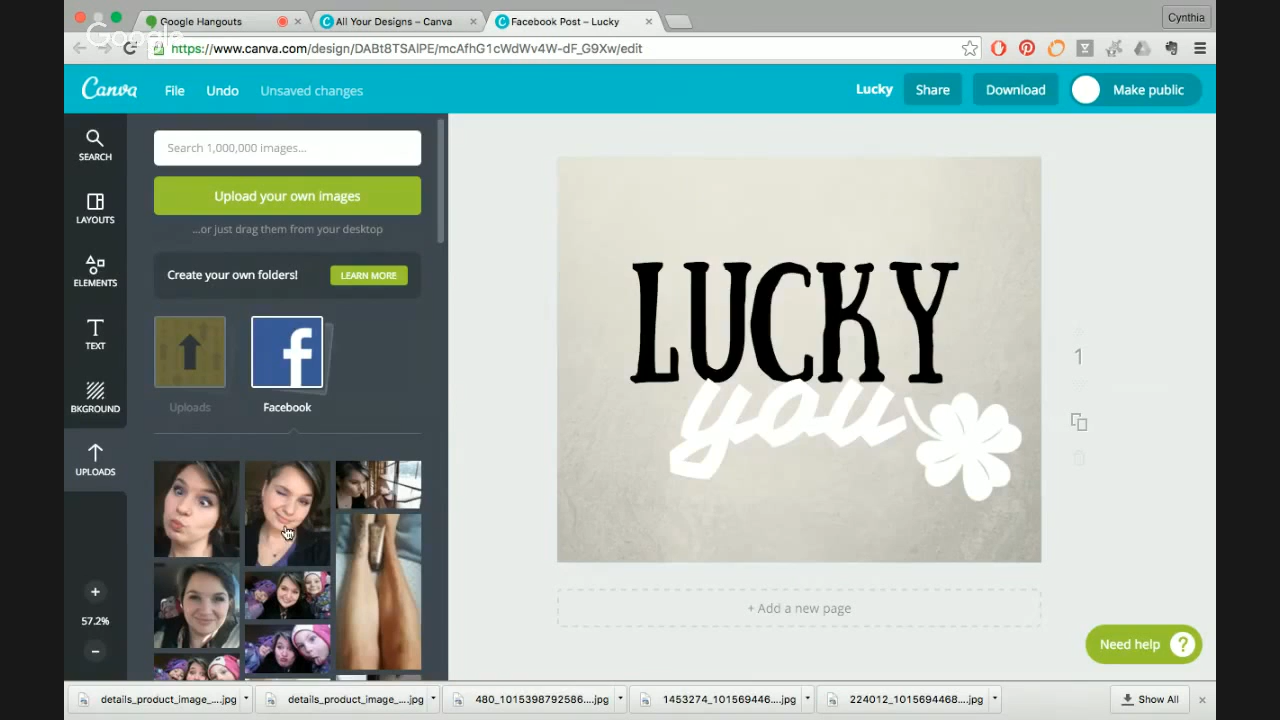 Google Hangouts
All Your Designs – Canva
Facebook Post – Lucky
Cynthia
Google
https://www.canva.com/design/DABt8TSAlPE/mcAfhG1cWdWv4W-dF_G9Xw/edit
Canva
File
Undo
Unsaved changes
Lucky
Share
Download
Make public
SEARCH
LAYOUTS
ELEMENTS
TEXT
BKGROUND
UPLOADS
57.2%
Search 1,000,000 images...
Upload your own images
...or just drag them from your desktop
Create your own folders!
LEARN MORE
Uploads
Facebook
LUCKY
you
1
+ Add a new page
Need help ?
details_product_image_....jpg
details_product_image_....jpg
480_1015398792586....jpg
1453274_101569446....jpg
224012_1015694468....jpg
Show All